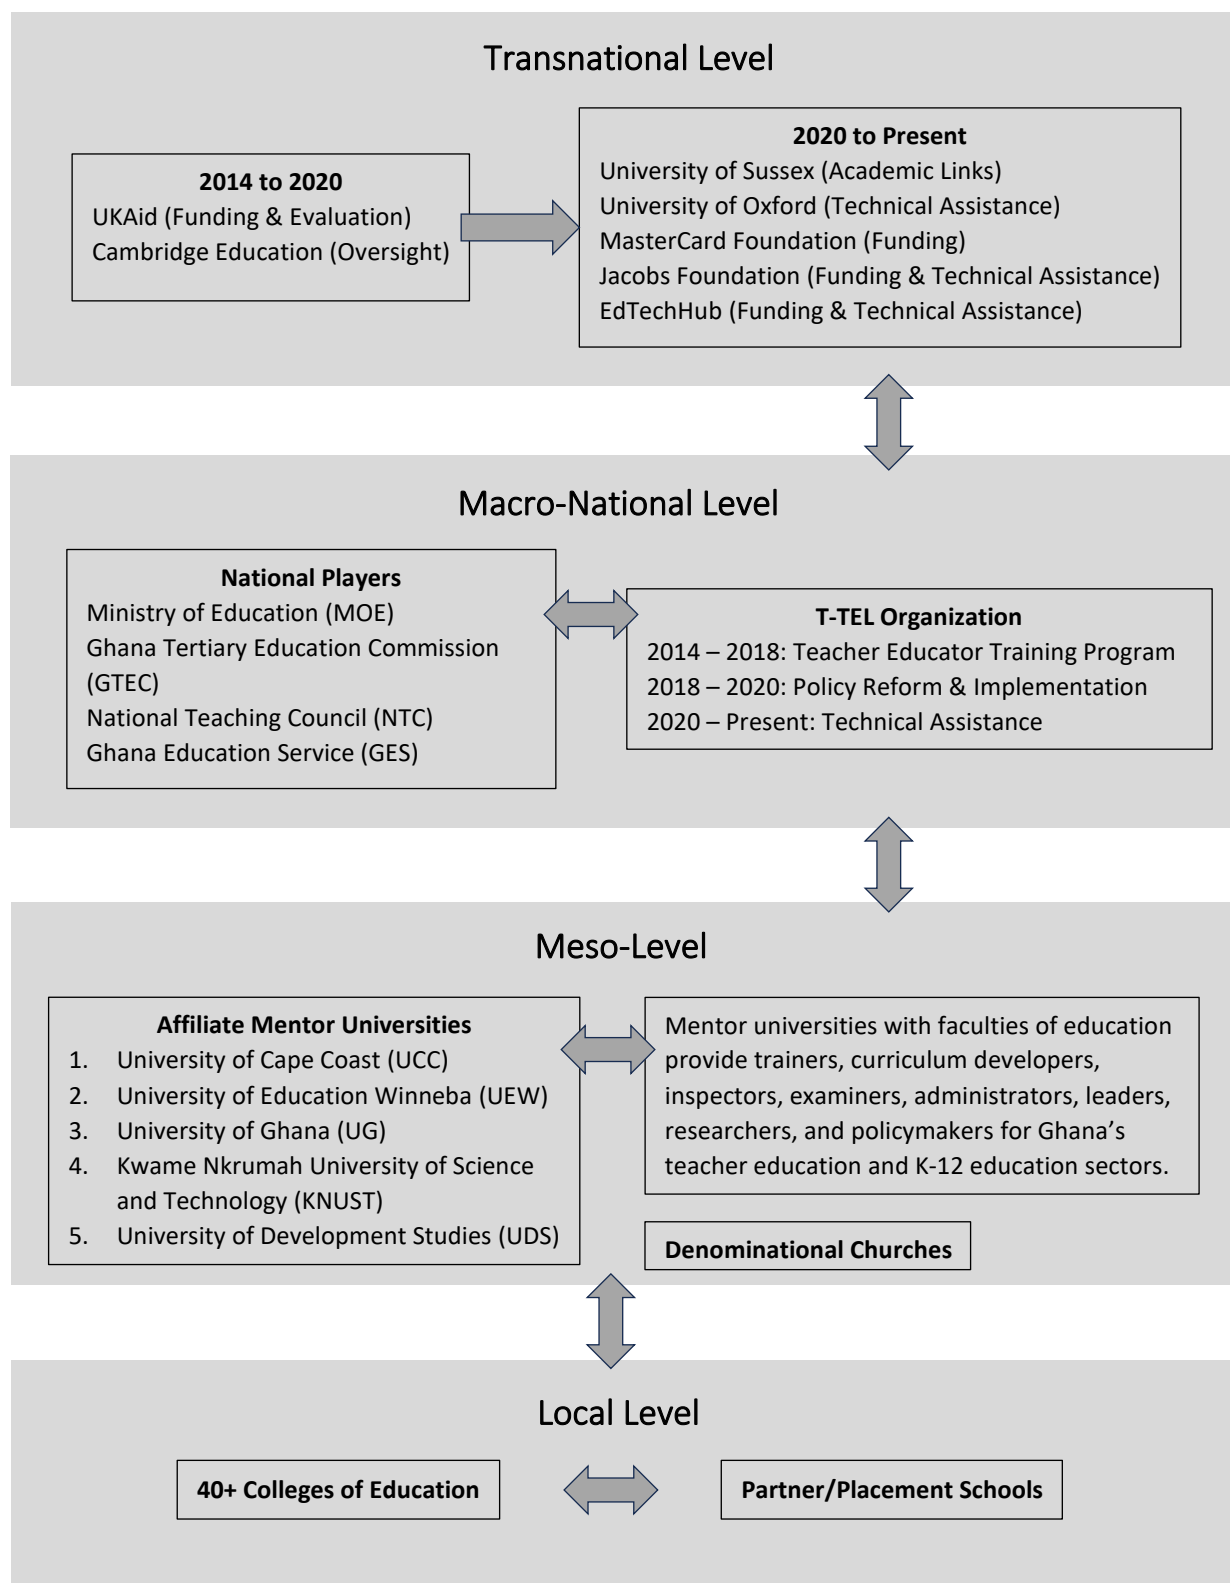 Transnational Level
2014 to 2020
UKAid (Funding & Evaluation)
Cambridge Education (Oversight)
2020 to Present
University of Sussex (Academic Links)
University of Oxford (Technical Assistance)
MasterCard Foundation (Funding)
Jacobs Foundation (Funding & Technical Assistance)
EdTechHub (Funding & Technical Assistance)
Macro-National Level
National Players
Ministry of Education (MOE)
Ghana Tertiary Education Commission
(GTEC)
National Teaching Council (NTC)
Ghana Education Service (GES)
T-TEL Organization
2014 – 2018: Teacher Educator Training Program
2018 – 2020: Policy Reform & Implementation
2020 – Present: Technical Assistance
Meso-Level
Affiliate Mentor Universities
1. University of Cape Coast (UCC)
2. University of Education Winneba (UEW)
3. University of Ghana (UG)
4. Kwame Nkrumah University of Science
and Technology (KNUST)
5. University of Development Studies (UDS)
Mentor universities with faculties of education
provide trainers, curriculum developers,
inspectors, examiners, administrators, leaders,
researchers, and policymakers for Ghana’s
teacher education and K-12 education sectors.
Denominational Churches
Local Level
40+ Colleges of Education
Partner/Placement Schools